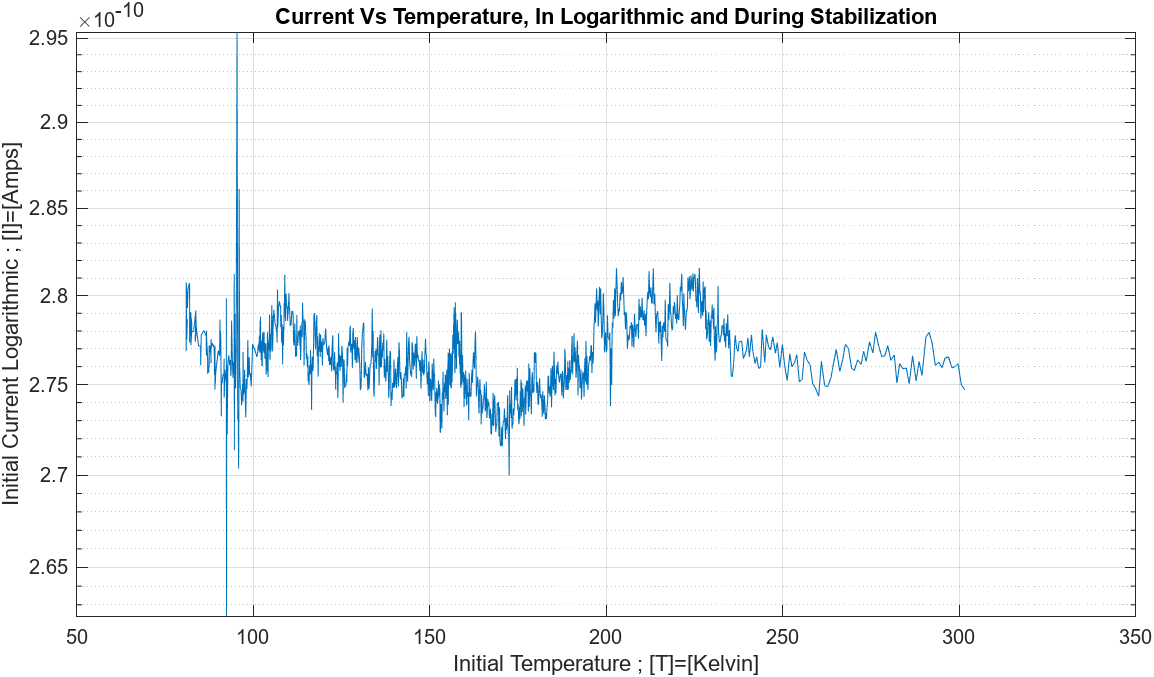 Current Vs Temperature, In Logarithmic and During Stabilization
×10-10
2.95
2.9
2.85
2.8
2.75
2.7
2.65
Initial Current Logarithmic ; [I]=[Amps]
50 100 150 200 250 300 350
Initial Temperature ; [T]=[Kelvin]